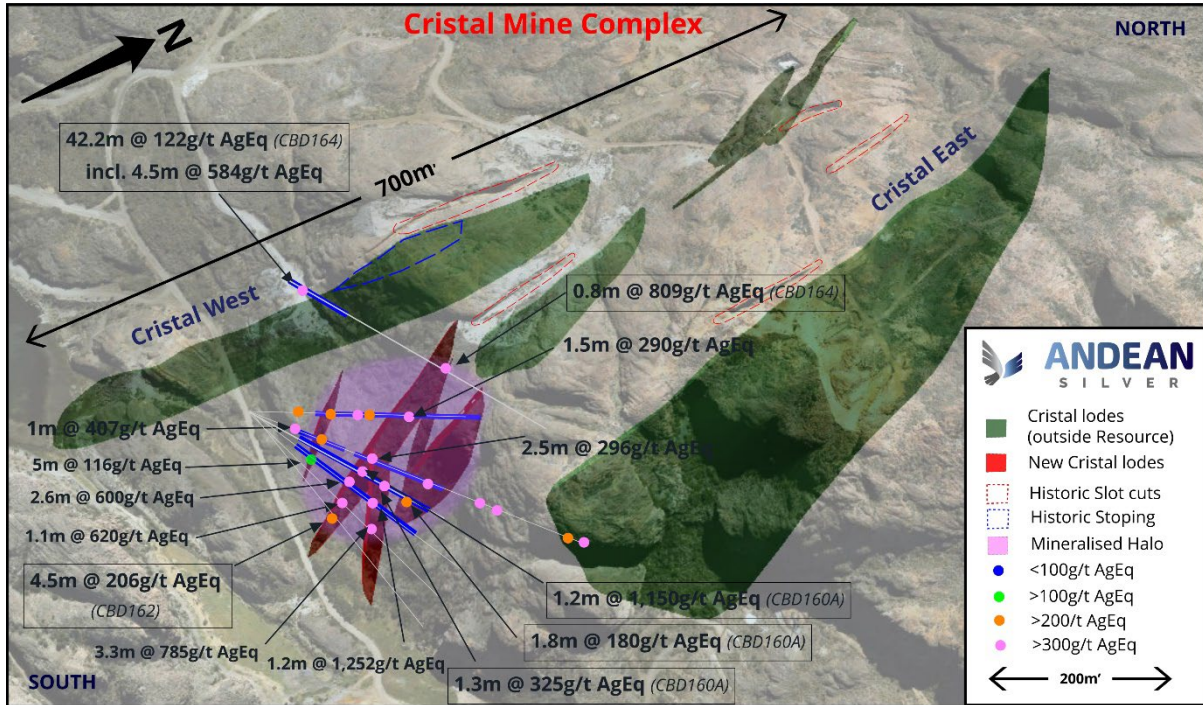 Cristal Mine Complex
NORTH
N
42.2m @ 122g/t AgEq (CBD164)
incl. 4.5m @ 584g/t AgEq
700m'
Cristal East
Cristal West
0.8m @ 809g/t AgEq (CBD164)
1.5m @ 290g/t AgEq
1m @ 407g/t AgEq
2.5m @ 296g/t AgEq
5m @ 116g/t AgEq
2.6m @ 600g/t AgEq
1.1m @ 620g/t AgEq
4.5m @ 206g/t AgEq
(CBD162)
1.2m @ 1,150g/t AgEq (CBD160A)
1.8m @ 180g/t AgEq (CBD160A)
3.3m @ 785g/t AgEq
1.2m @ 1,252g/t AgEq
1.3m @ 325g/t AgEq (CBD160A)
SOUTH
ANDEAN
SILVER
Cristal lodes
(outside Resource)
New Cristal lodes
Historic Slot cuts
Historic Stoping
Mineralised Halo
<100g/t AgEq
>100g/t AgEq
>200/t AgEq
>300g/t AgEq
200m'